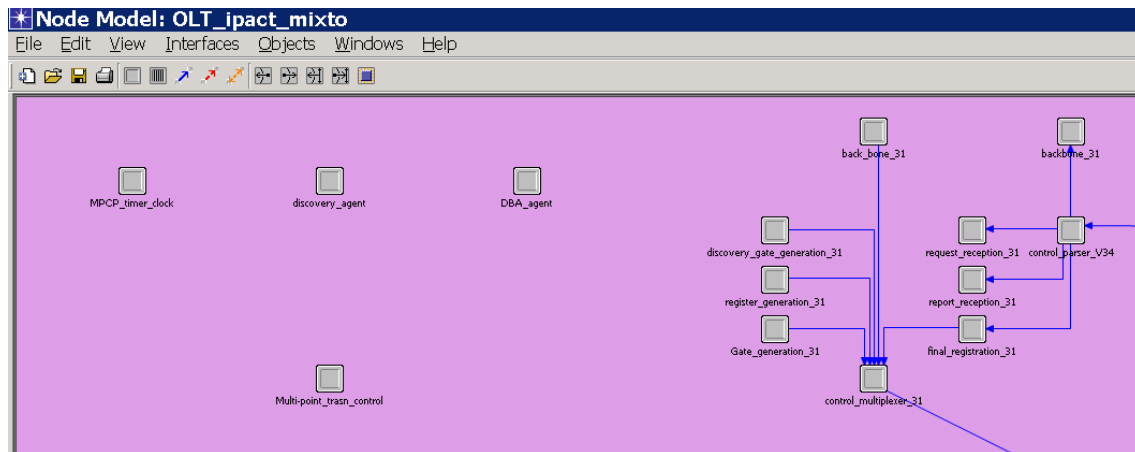 Node Model: OLT_ipact_mixto
File Edit View Interfaces Objects Windows Help
back_bone_31 backbone_31
MPCP_timer_clock discovery_agent DBA_agent
discovery_gate_generation_31 request_reception_31 control_parser_V34
register_generation_31 report_reception_31
Gate_generation_31 final_registration_31
Multi-point_trasn_control control_multiplexer_31